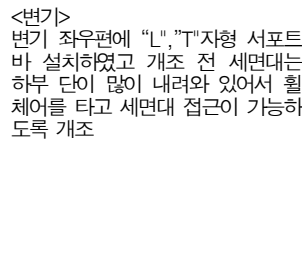 <변기>
변기 좌우편에 “L",”T"자형 서포트
바 설치하였고 개조 전 세면대는
하부 단이 많이 내려와 있어서 휠
체어를 타고 세면대 접근이 가능하
도록 개조